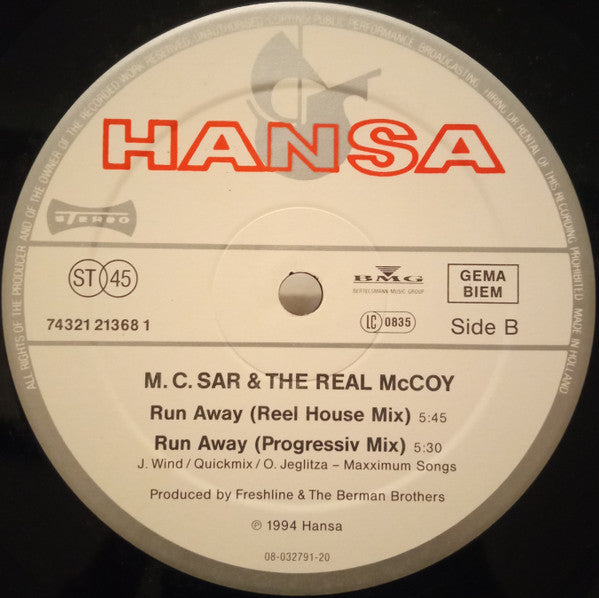 ALL RIGHTS OF THE PRODUCER AND OF THE OWNER OF THE RECORDED WORK RESERVED. UNAUTHORISED COPYING PUBLIC PERFORMANCE BROADCASTING HIRING OR RENTAL OF THIS RECORDING PROHIBITED. MADE IN HOLLAND
HANSA
STEREO
ST 45
BMG
BERTELSMANN MUSIC GROUP
GEMA
BIEM
74321 21368 1
LC 0835
Side B
M. C. SAR & THE REAL McCOY
Run Away (Reel House Mix) 5:45
Run Away (Progressiv Mix) 5:30
J. Wind / Quickmix / O. Jeglitza – Maxximum Songs
Produced by Freshline & The Berman Brothers
℗ 1994 Hansa
08-032791-20